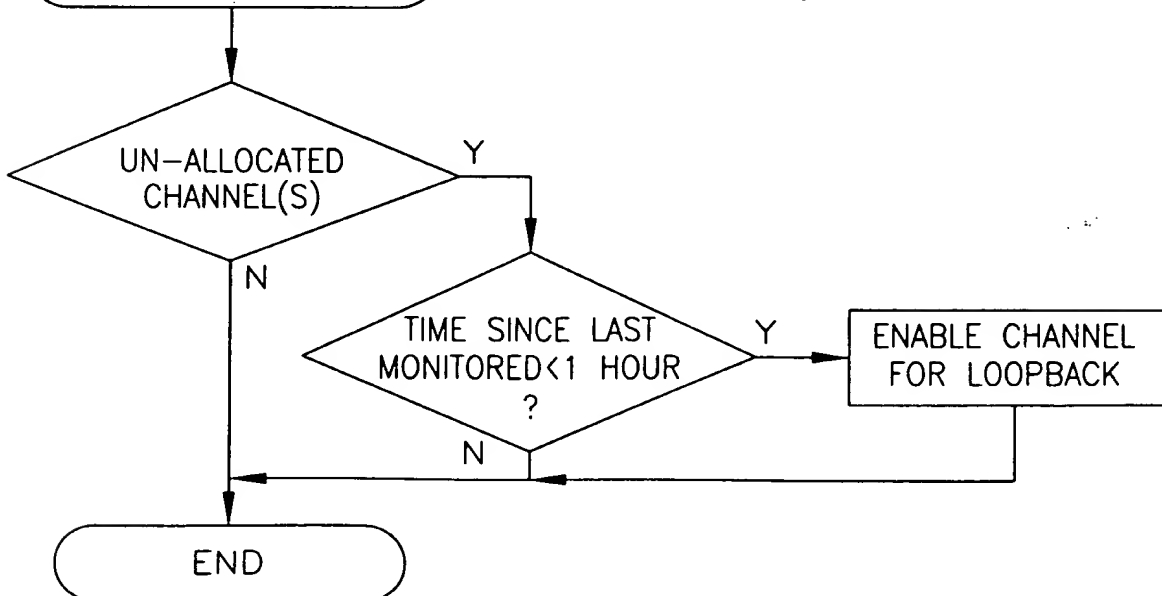 UN-ALLOCATED
CHANNEL(S)
Y
N
TIME SINCE LAST
MONITORED<1 HOUR
?
Y
N
ENABLE CHANNEL
FOR LOOPBACK
END